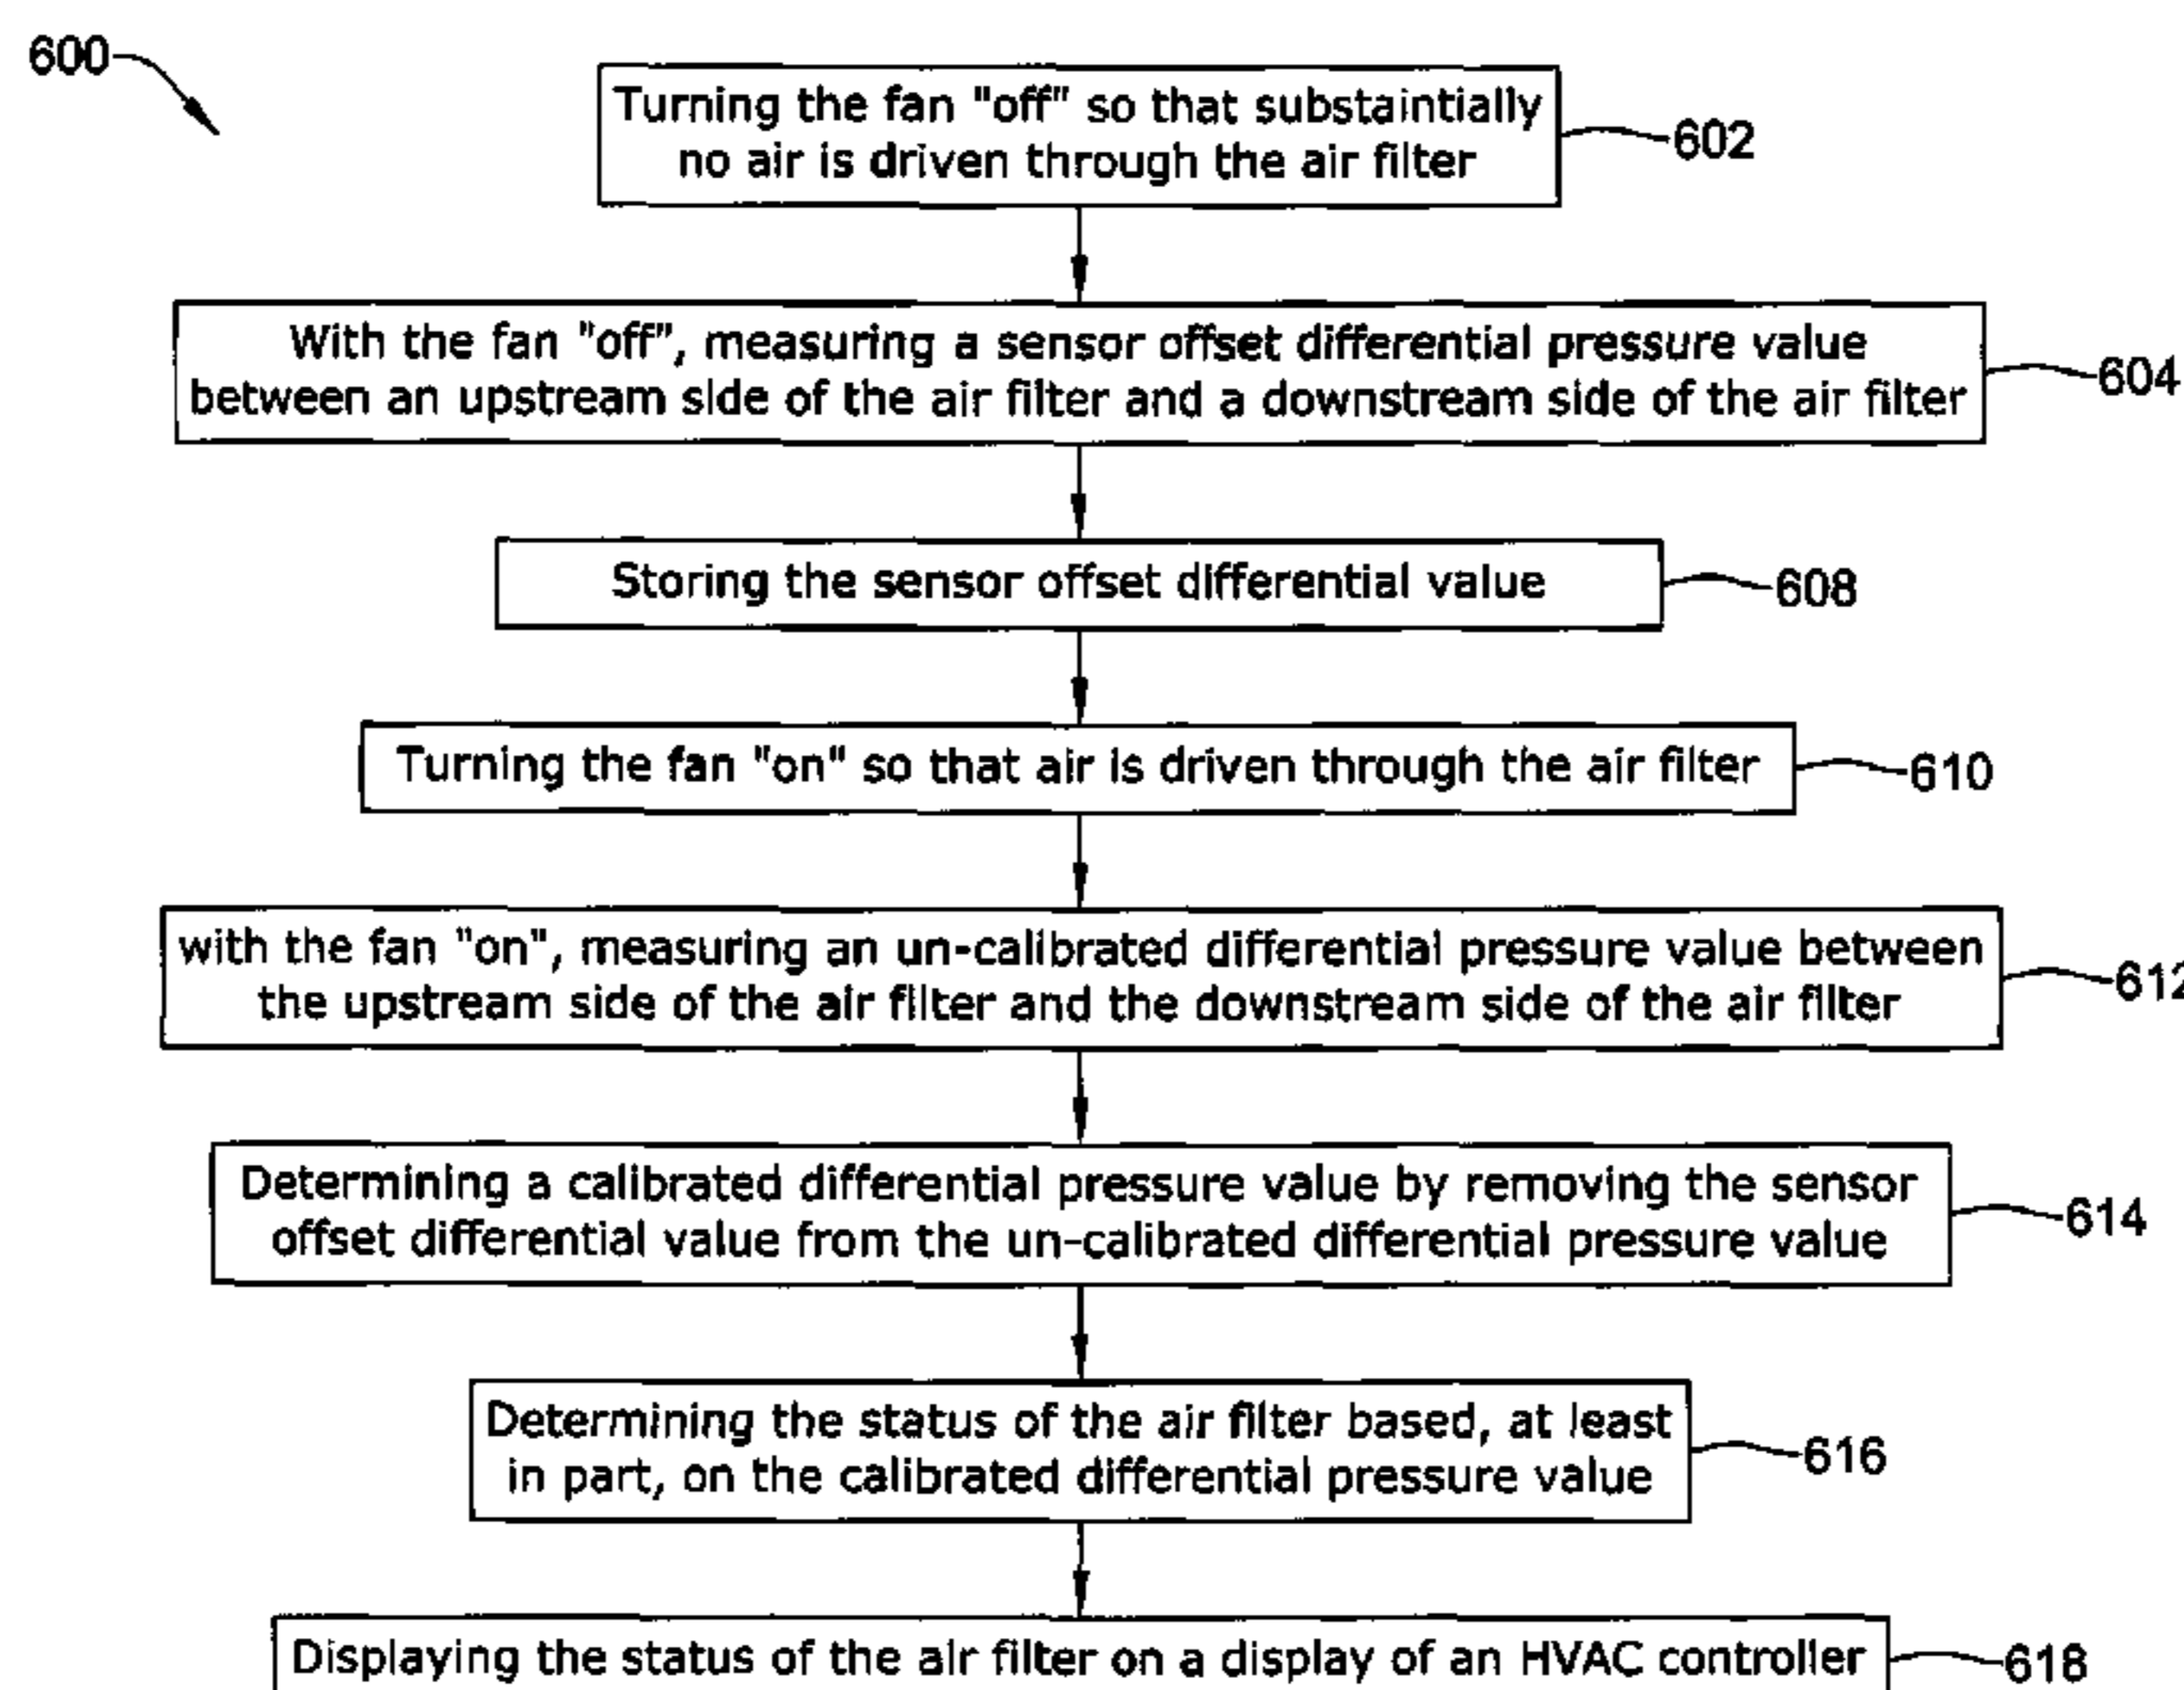 600
Turning the fan "off" so that substaintially
no air is driven through the air filter
602
With the fan "off", measuring a sensor offset differential pressure value
between an upstream side of the air filter and a downstream side of the air filter
604
Storing the sensor offset differential value
608
Turning the fan "on" so that air is driven through the air filter
610
with the fan "on", measuring an un-calibrated differential pressure value between
the upstream side of the air filter and the downstream side of the air filter
612
Determining a calibrated differential pressure value by removing the sensor
offset differential value from the un-calibrated differential pressure value
614
Determining the status of the air filter based, at least
in part, on the calibrated differential pressure value
616
Displaying the status of the air filter on a display of an HVAC controller
618